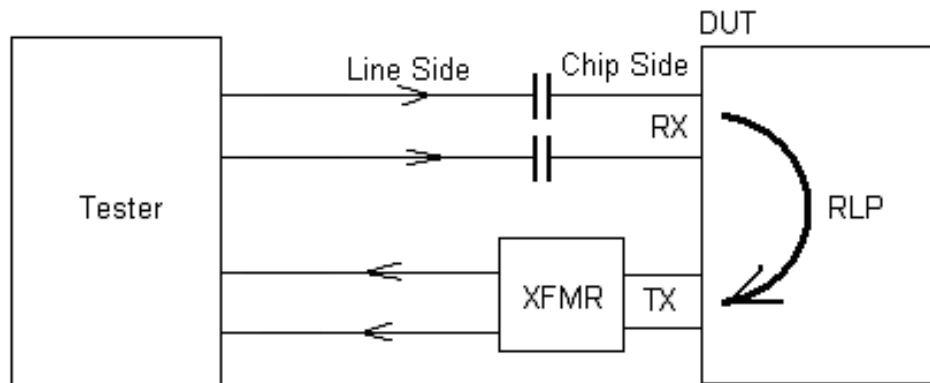 DUT
Line Side
Chip Side
RX
Tester
RLP
XFMR
TX